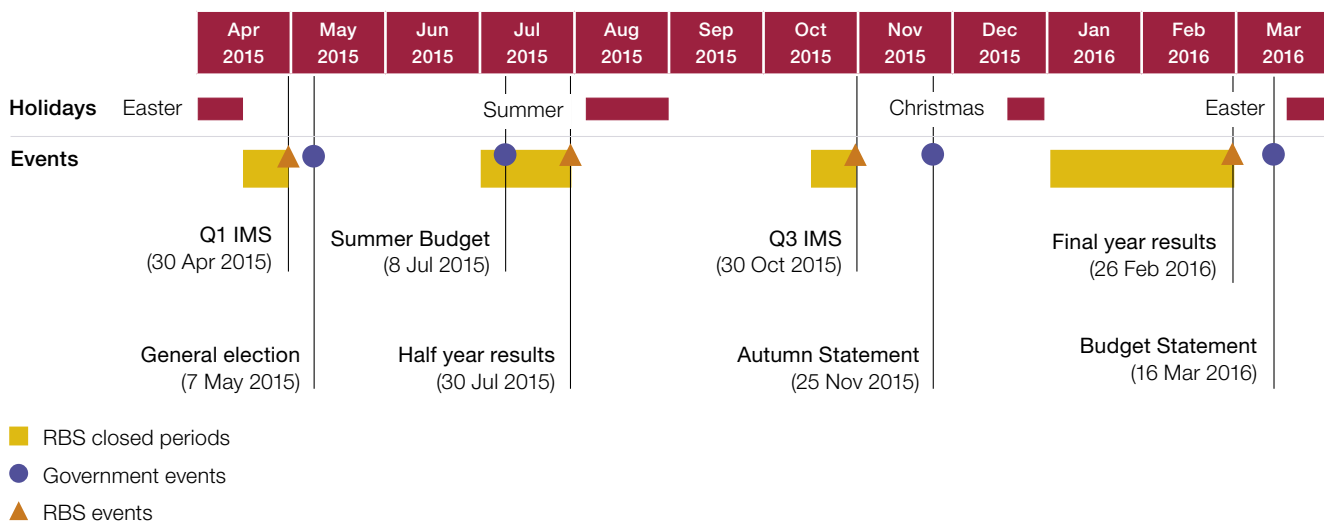 Apr May Jun Jul Aug Sep Oct Nov Dec Jan Feb Mar
2015 2015 2015 2015 2015 2015 2015 2015 2015 2016 2016 2016
Holidays Easter Summer Christmas Easter
Events
Q1 IMS Summer Budget Q3 IMS Final year results
(30 Apr 2015) (8 Jul 2015) (30 Oct 2015) (26 Feb 2016)
General election Half year results Autumn Statement Budget Statement
(7 May 2015) (30 Jul 2015) (25 Nov 2015) (16 Mar 2016)
RBS closed periods
Government events
RBS events